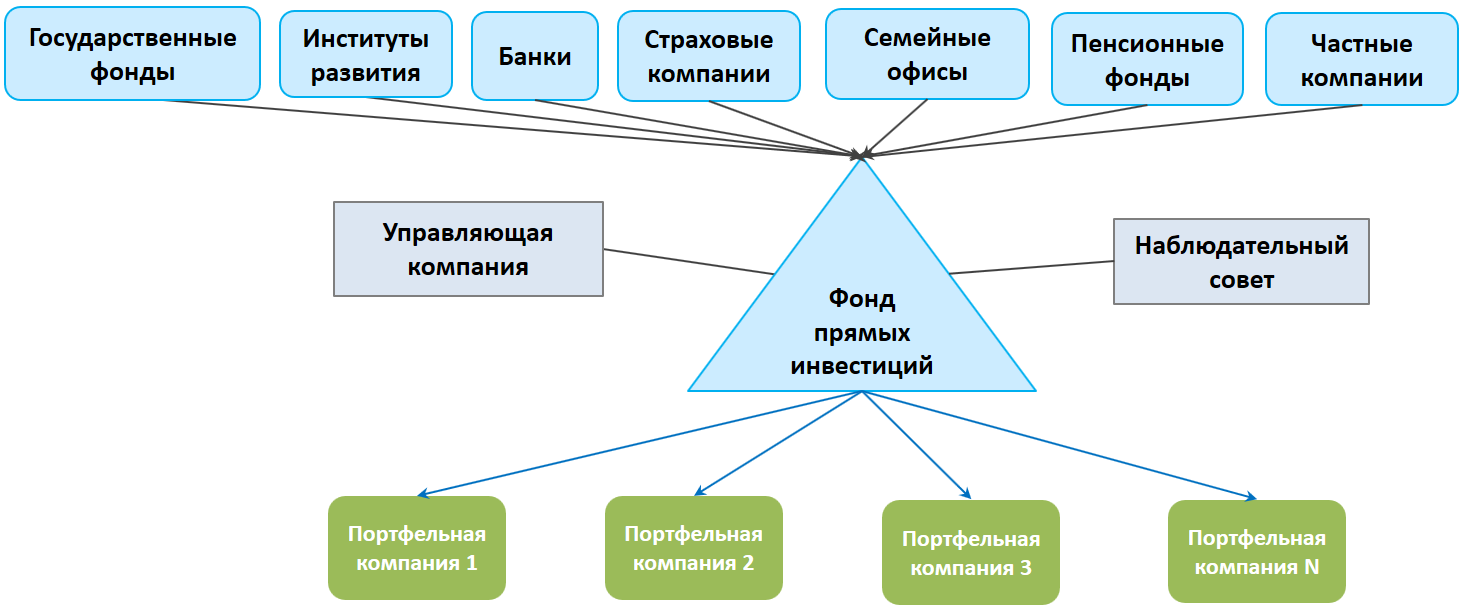 Государственные
фонды
Институты
развития
Банки
Страховые
компании
Семейные
офисы
Пенсионные
фонды
Частные
компании
Управляющая
компания
Наблюдательный
совет
Фонд
прямых
инвестиций
Портфельная
компания 1
Портфельная
компания 2
Портфельная
компания 3
Портфельная
компания N